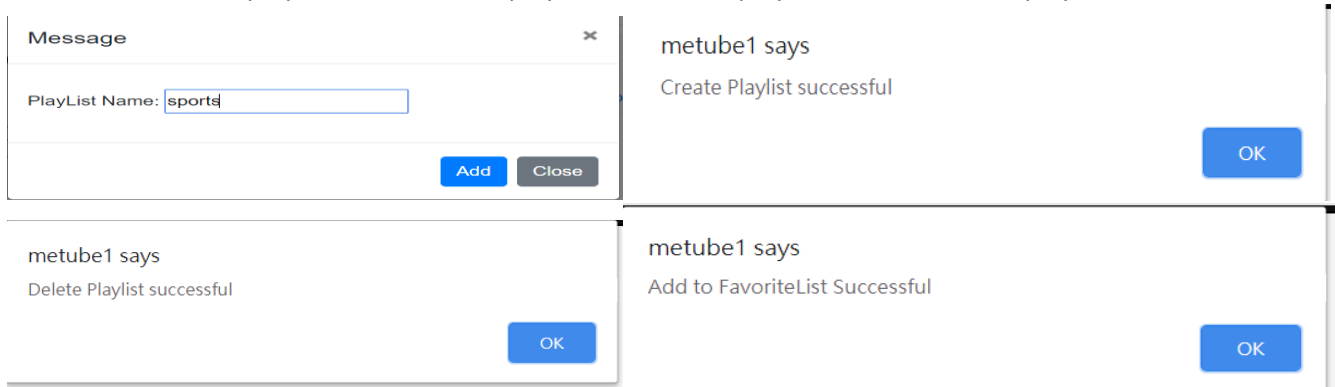 Message ×
PlayList Name: sports
Add Close
metube1 says
Create Playlist successful
OK
metube1 says
Delete Playlist successful
OK
metube1 says
Add to FavoriteList Successful
OK